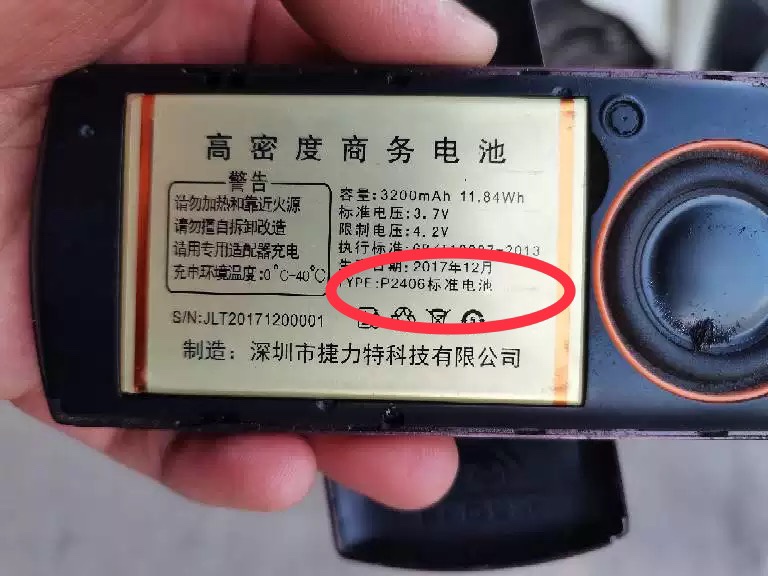 高密度商务电池
警告
请勿加热和靠近火源
请勿擅自拆卸改造
请用专用适配器充电
充电环境温度:0℃-40℃
容量:3200mAh 11.84Wh
标准电压:3.7V
限制电压:4.2V
执行标准:
日期:2017年12月
TYPE:P2406标准电池
S/N:JLT20171200001
制造：深圳市捷力特科技有限公司